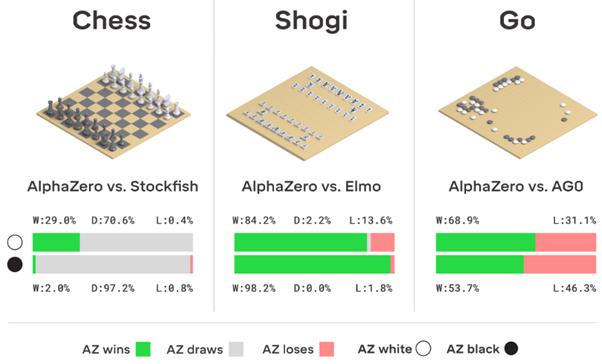 Chess
Shogi
Go
AlphaZero vs. Stockfish
AlphaZero vs. Elmo
AlphaZero vs. AG0
W:29.0% D:70.6% L:0.4%
W:84.2% D:2.2% L:13.6%
W:68.9% L:31.1%
W:2.0% D:97.2% L:0.8%
W:98.2% D:0.0% L:1.8%
W:53.7% L:46.3%
AZ wins AZ draws AZ loses AZ white AZ black